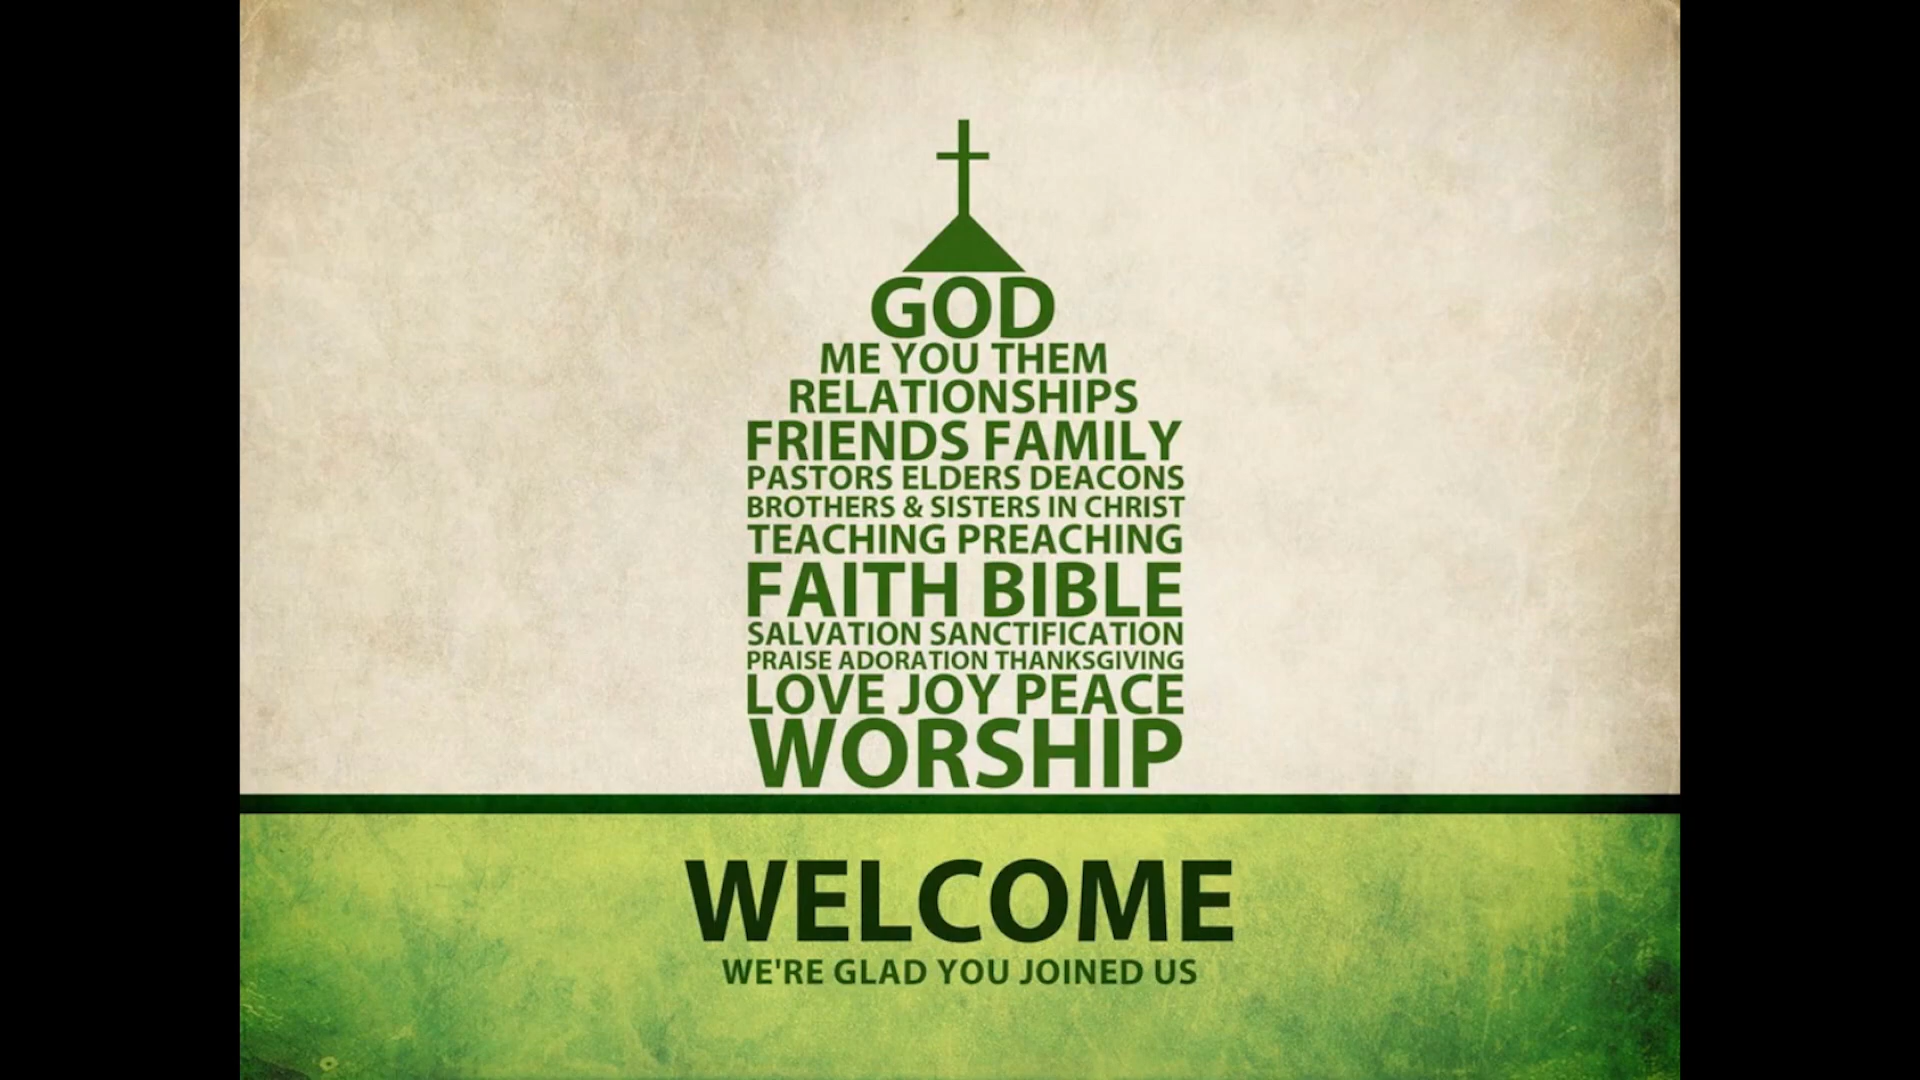 GOD
ME YOU THEM
RELATIONSHIPS
FRIENDS FAMILY
PASTORS ELDERS DEACONS
BROTHERS & SISTERS IN CHRIST
TEACHING PREACHING
FAITH BIBLE
SALVATION SANCTIFICATION
PRAISE ADORATION THANKSGIVING
LOVE JOY PEACE
WORSHIP
WELCOME
WE'RE GLAD YOU JOINED US